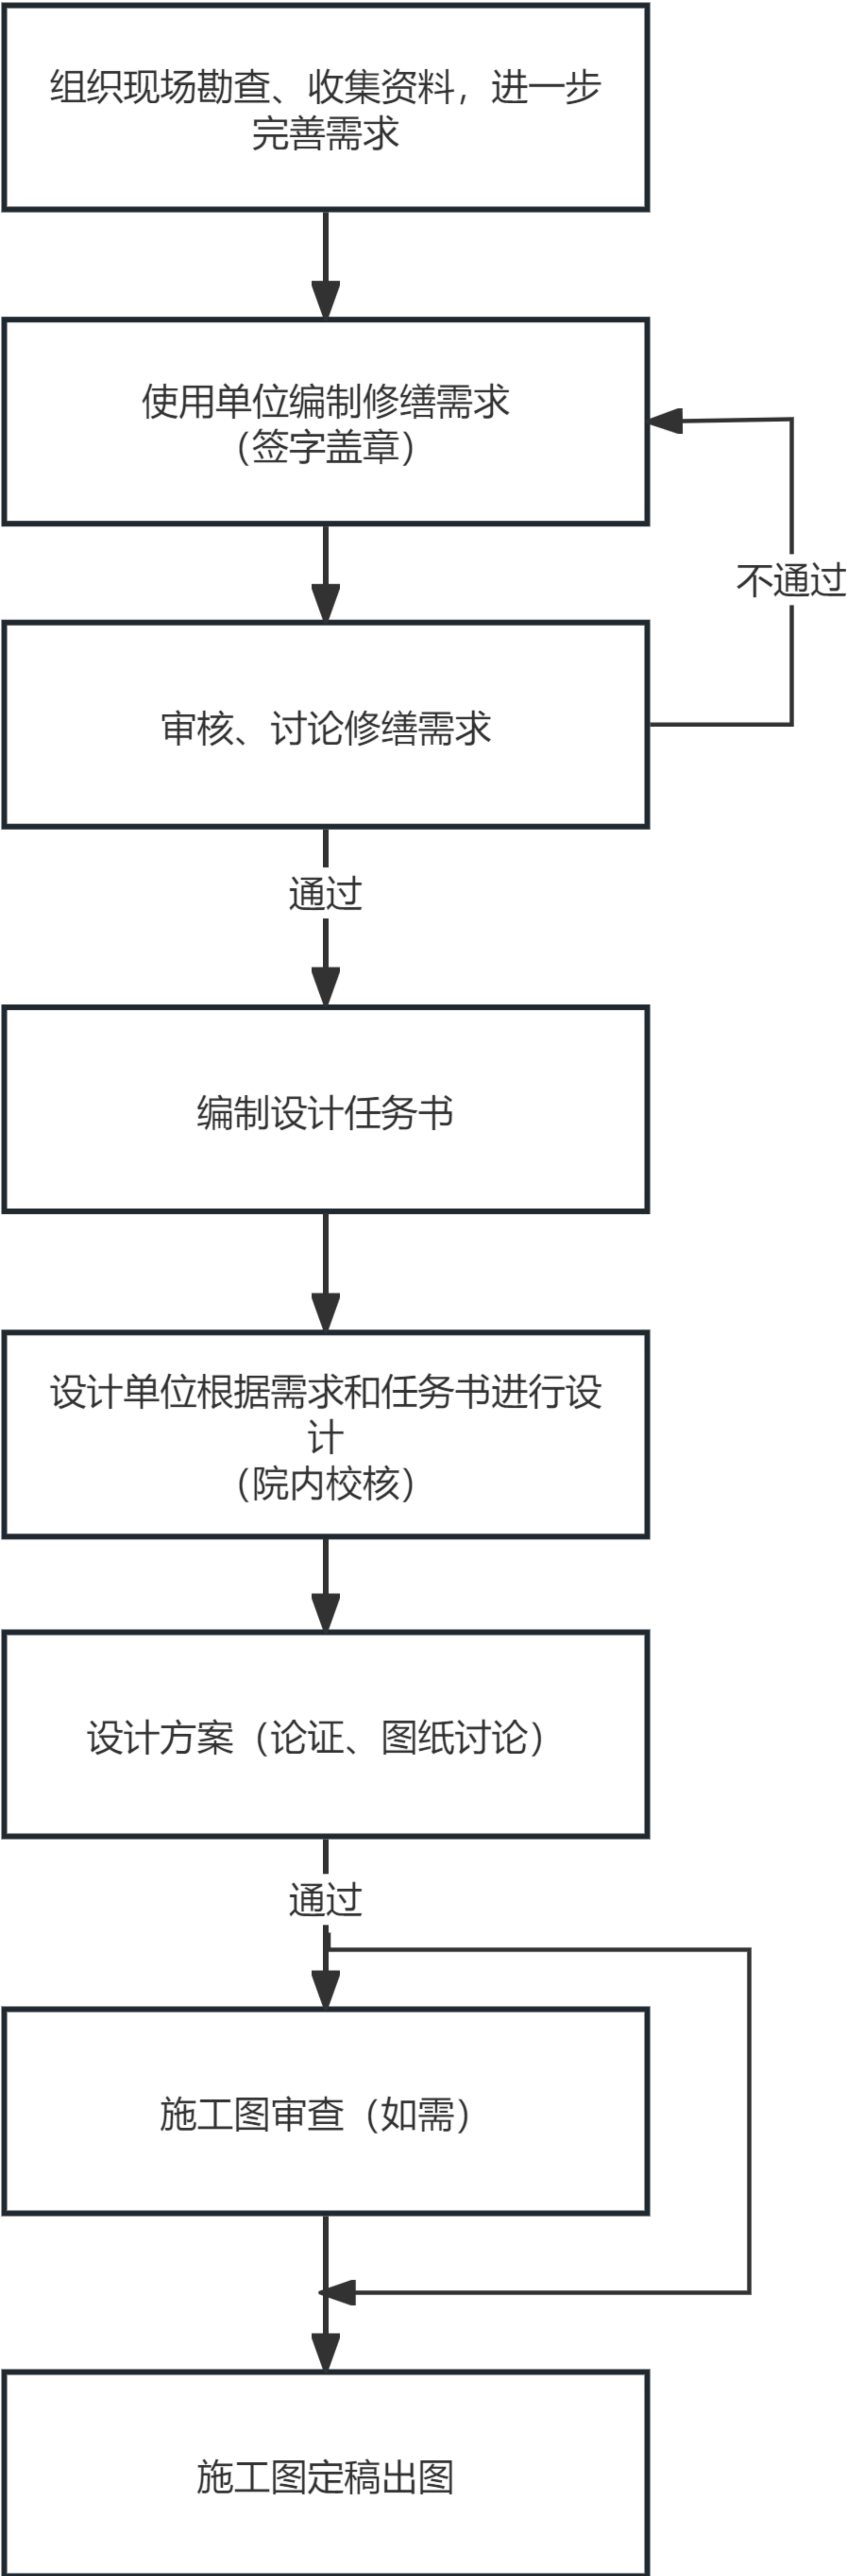 组织现场勘查、收集资料，进一步
完善需求
使用单位编制修缮需求
（签字盖章）
不通过
审核、讨论修缮需求
通过
编制设计任务书
设计单位根据需求和任务书进行设
计
（院内校核）
设计方案（论证、图纸讨论）
通过
施工图审查（如需）
施工图定稿出图